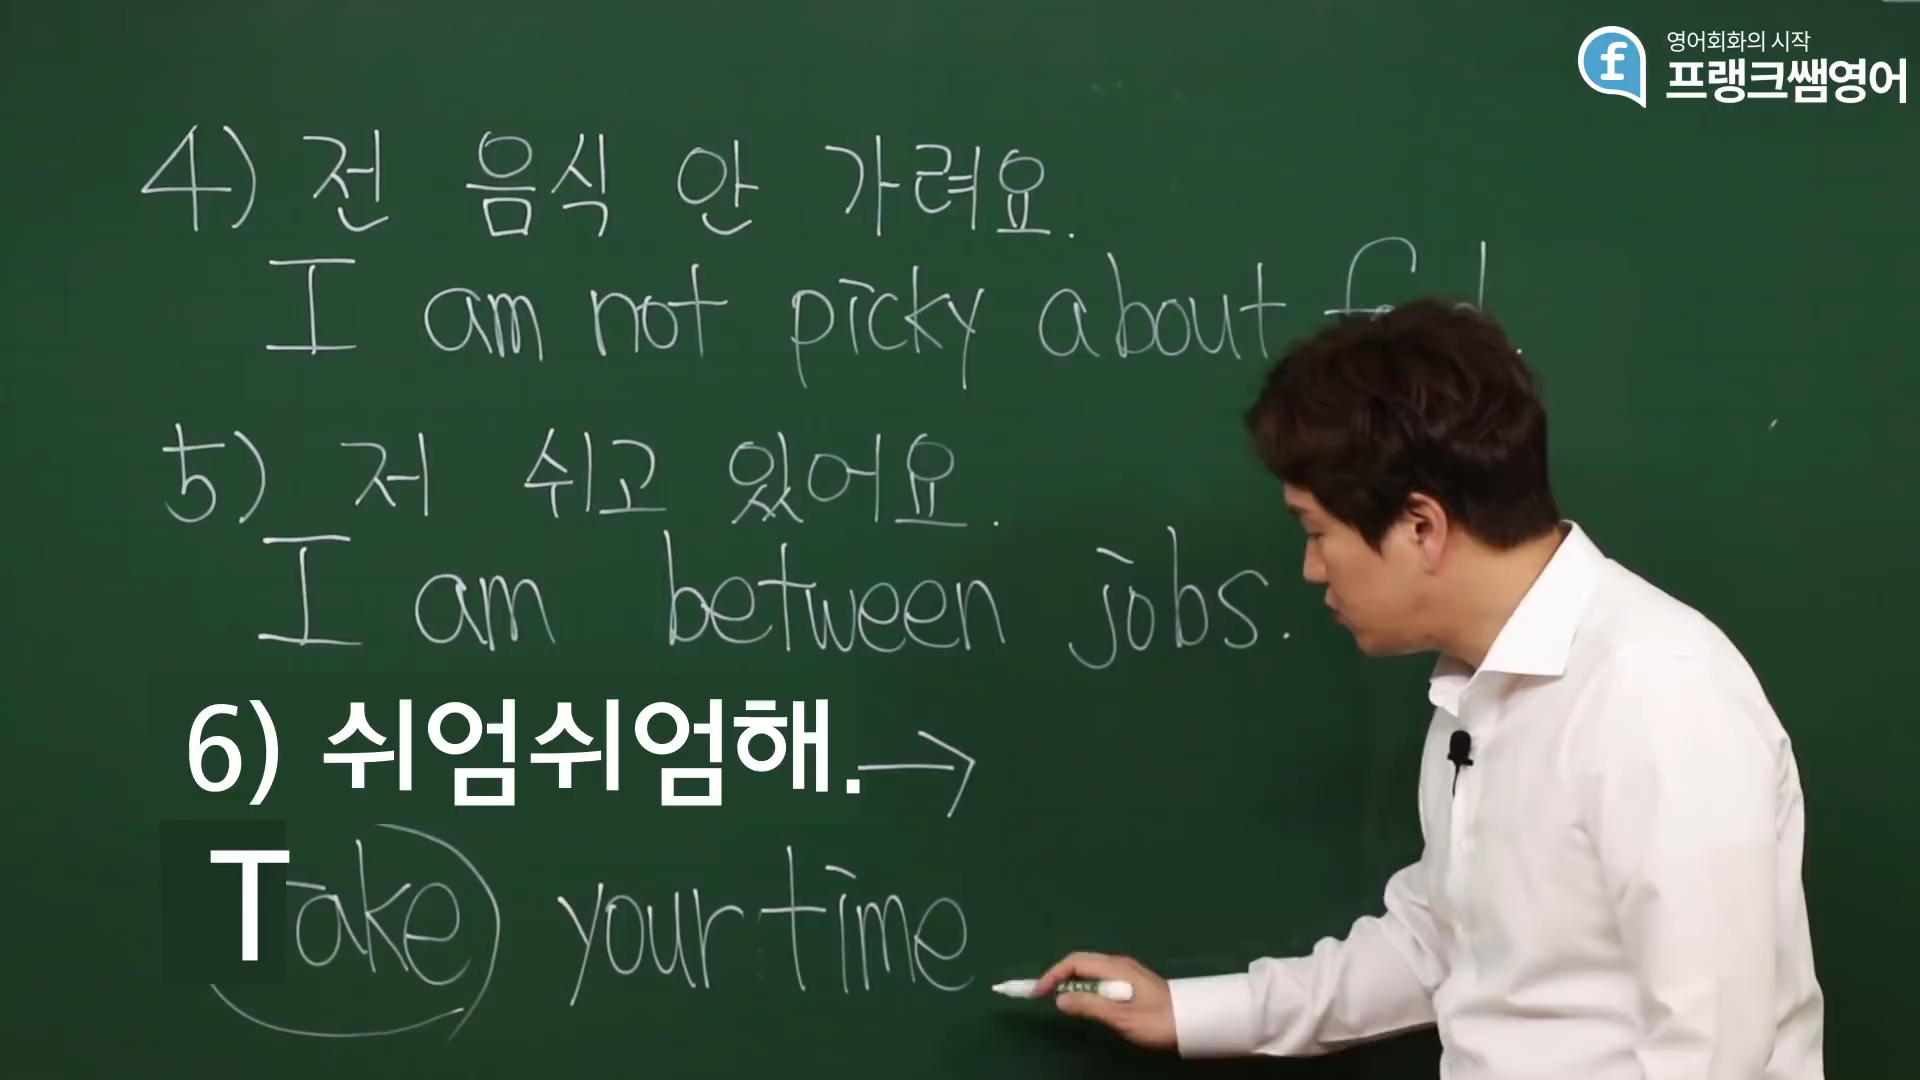 영어회화의 시작
프랭크쌤영어
4) 전 음식 안 가려요.
I am not picky about
5) 저 쉬고 있어요.
I am between jobs.
6) 쉬엄쉬엄해.→
Take your time